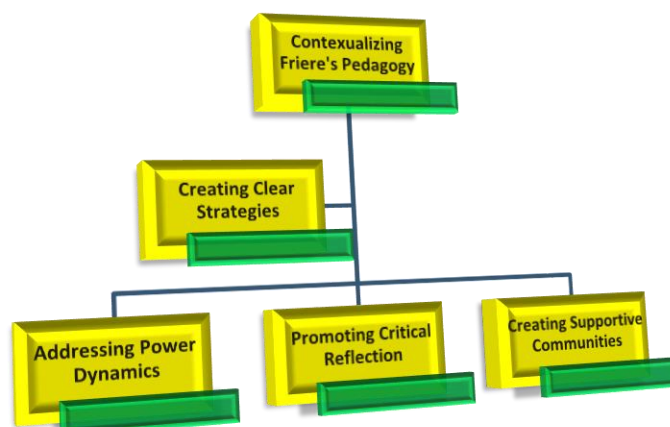 Contexualizing
Friere's Pedagogy
Creating Clear
Strategies
Addressing Power
Dynamics
Promoting Critical
Reflection
Creating Supportive
Communities